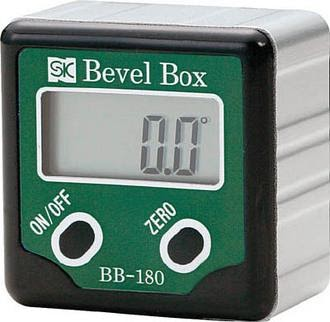 SK Bevel Box
0.0°
ON/OFF
ZERO
BB-180